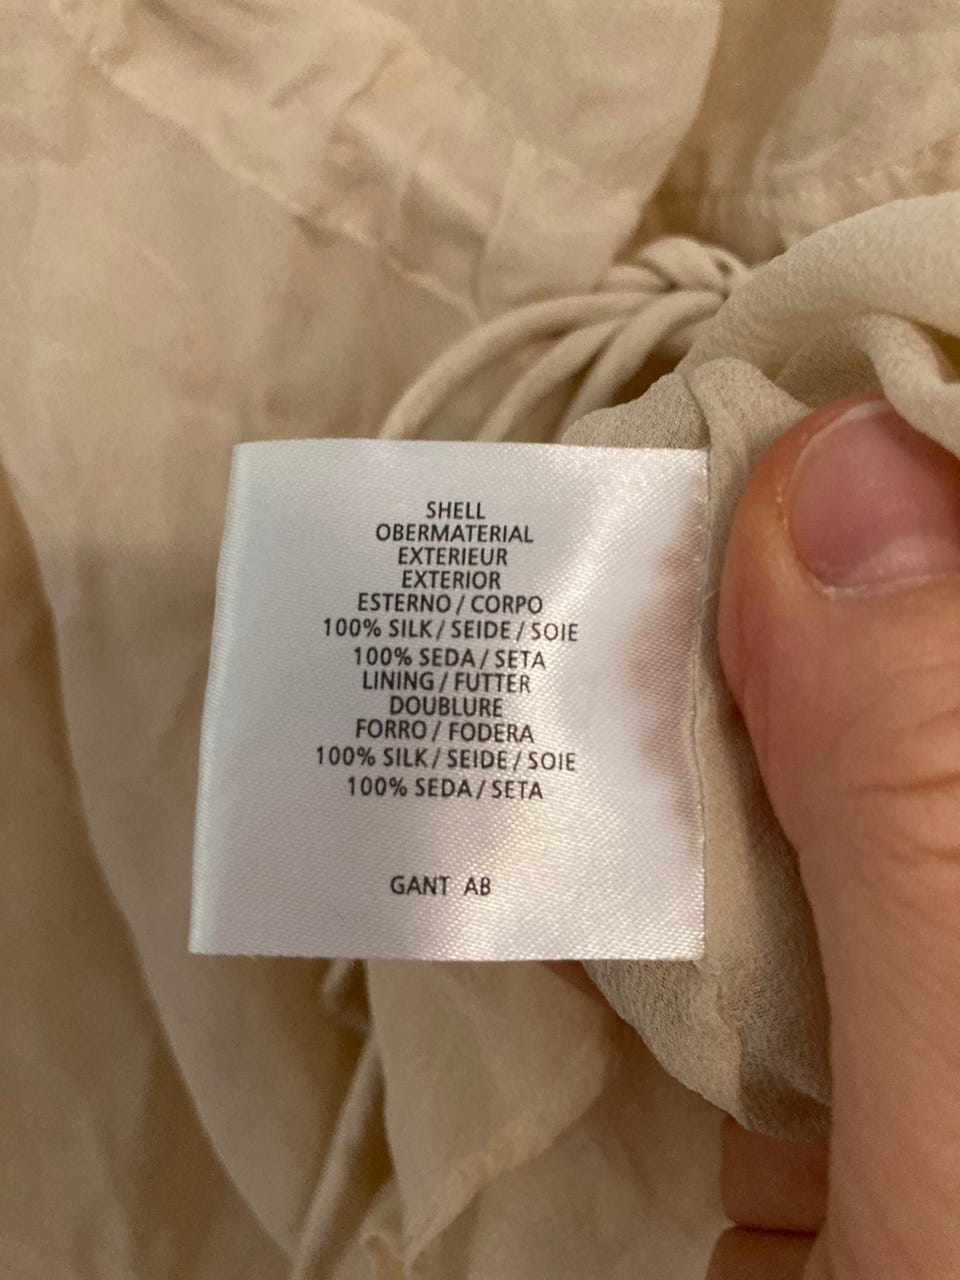 SHELL
OBERMATERIAL
EXTERIEUR
EXTERIOR
ESTERNO / CORPO
100% SILK / SEIDE / SOIE
100% SEDA / SETA
LINING / FUTTER
DOUBLURE
FORRO / FODERA
100% SILK / SEIDE / SOIE
100% SEDA / SETA
GANT AB